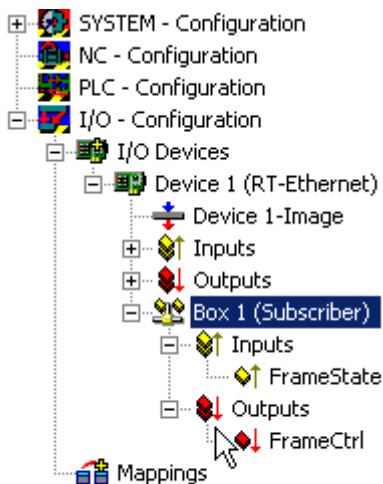 SYSTEM - Configuration
NC - Configuration
PLC - Configuration
I/O - Configuration
I/O Devices
Device 1 (RT-Ethernet)
Device 1-Image
Inputs
Outputs
Box 1 (Subscriber)
Inputs
FrameState
Outputs
FrameCtrl
Mappings